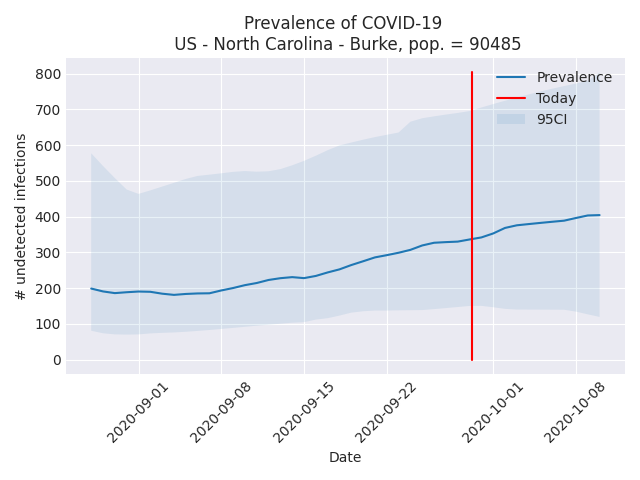 Prevalence of COVID-19
US - North Carolina - Burke, pop. = 90485
800
700
600
500
400
300
200
100
0
# undetected infections
Prevalence
Today
95CI
2020-09-01
2020-09-08
2020-09-15
2020-09-22
2020-10-01
2020-10-08
Date